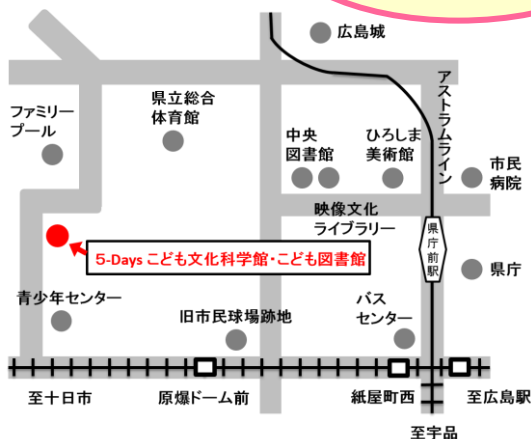 広島城
アストラムライン
ファミリー
プール
県立総合
体育館
中央
図書館
ひろしま
美術館
市民
病院
映像文化
ライブラリー
県庁前駅
5-Days こども文化科学館・こども図書館
県庁
青少年センター
旧市民球場跡地
バス
センター
至十日市
原爆ドーム前
紙屋町西
至広島駅
至宇品